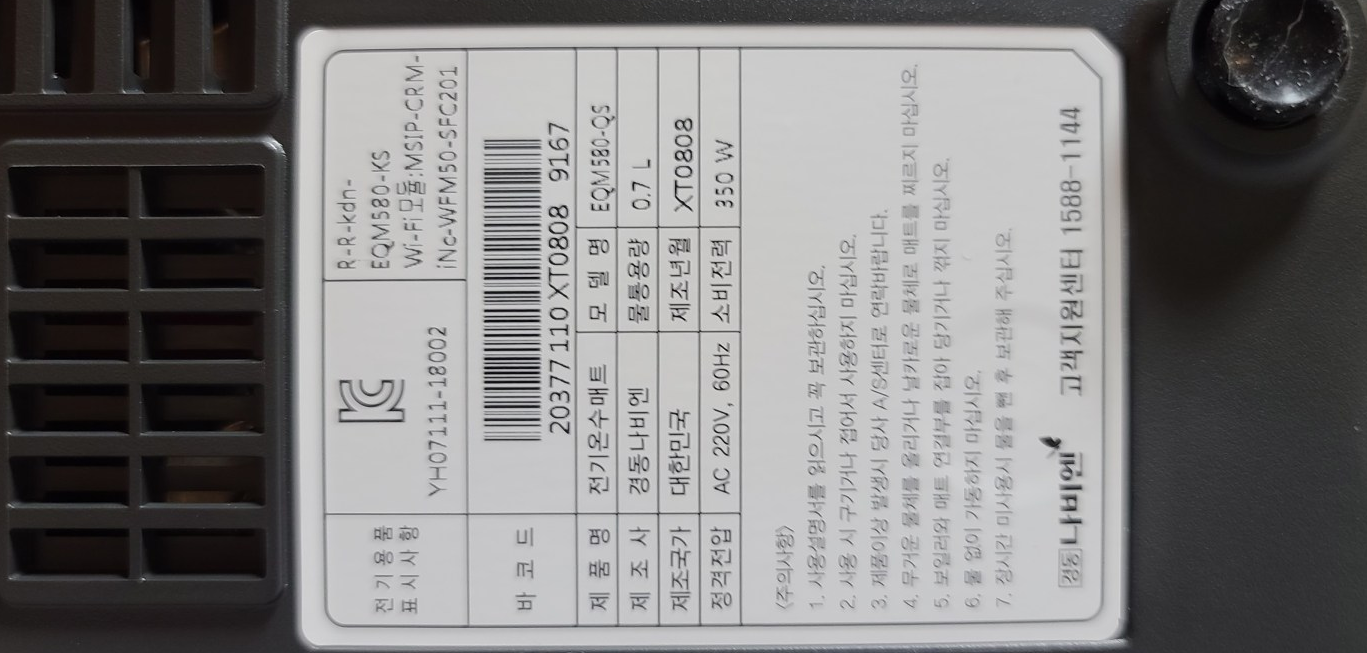 전 기 용 품
표 시 사 항
YH07111-18002
R-R-kdn-
EQM580-KS
Wi-Fi모듈:MSIP-CRM-
iNc-WFM50-SFC201
바 코 드
20377110XT0808 9167
제 품 명 전기온수매트 모 델 명 EQM580-QS
제 조 사 경동나비엔 물통용량 0.7 L
제조국가 대한민국 제조년월 XT0808
정격전압 AC 220V, 60Hz 소비전력 350 W
<주의사항>
1. 사용설명서를 읽으시고 꼭 보관하십시오.
2. 사용 시 구기거나 접어서 사용하지 마십시오.
3. 제품이상 발생시 당사 A/S센터로 연락바랍니다.
4. 무거운 물체를 올리거나 날카로운 물체로 매트를 찌르지 마십시오.
5. 보일러와 매트 연결부를 잡아 당기거나 꺾지 마십시오.
6. 물 없이 가동하지 마십시오.
7. 장시간 미사용시 물을 뺀 후 보관해 주십시오.
경동 나비엔 고객지원센터 1588-1144